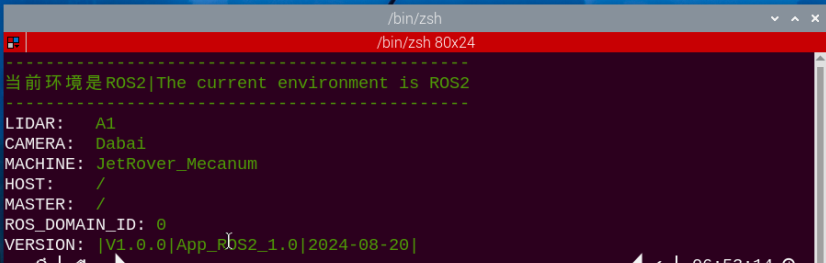 /bin/zsh
/bin/zsh 80x24
-----------------------------------------------
当前环境是ROS2|The current environment is ROS2
-----------------------------------------------
LIDAR: A1
CAMERA: Dabai
MACHINE: JetRover_Mecanum
HOST: /
MASTER: /
ROS_DOMAIN_ID: 0
VERSION: |V1.0.0|App_ROS2_1.0|2024-08-20|